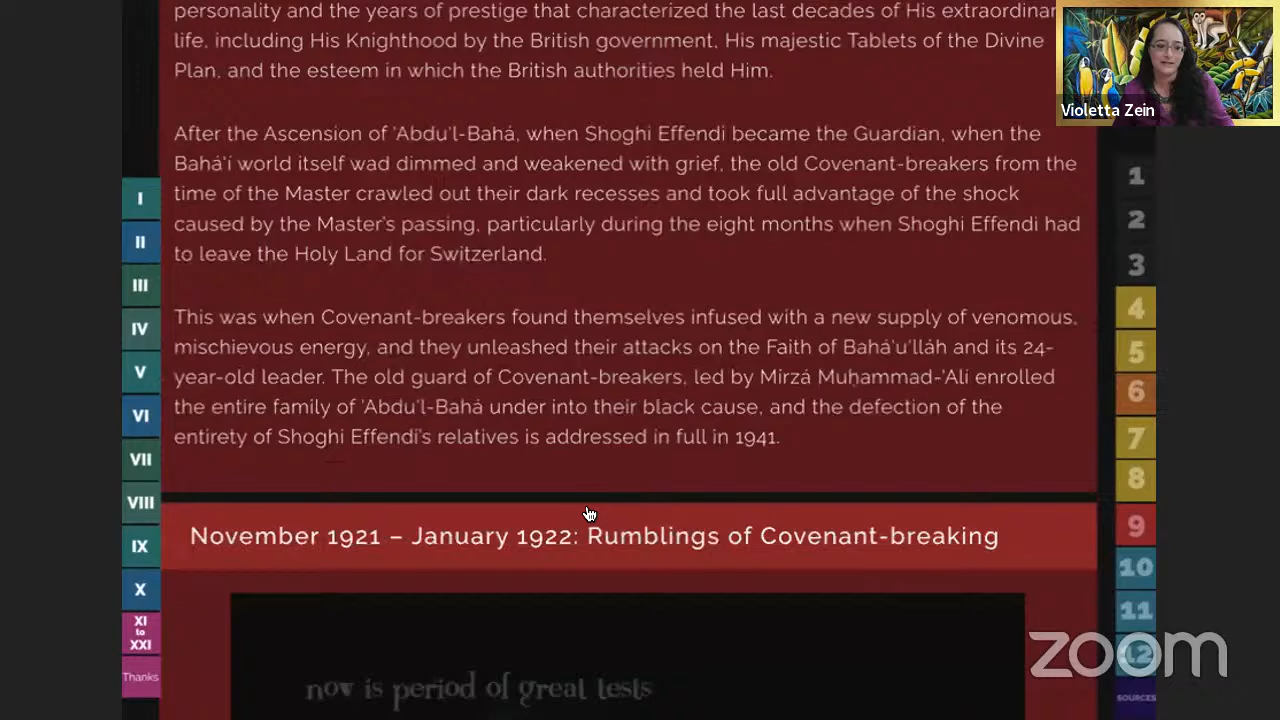 personality and the years of prestige that characterized the last decades of His extraordinar
life, including His Knighthood by the British government, His majestic Tablets of the Divine
Plan, and the esteem in which the British authorities held Him.
After the Ascension of 'Abdu'l-Bahá, when Shoghi Effendi became the Guardian, when the
Bahá'í world itself wad dimmed and weakened with grief, the old Covenant-breakers from the
time of the Master crawled out their dark recesses and took full advantage of the shock
caused by the Master's passing, particularly during the eight months when Shoghi Effendi had
to leave the Holy Land for Switzerland.
This was when Covenant-breakers found themselves infused with a new supply of venomous,
mischievous energy, and they unleashed their attacks on the Faith of Bahá'u'lláh and its 24-
year-old leader. The old guard of Covenant-breakers, led by Mírzá Muḥammad-'Alí enrolled
the entire family of 'Abdu'l-Bahá under into their black cause, and the defection of the
entirety of Shoghi Effendi's relatives is addressed in full in 1941.
November 1921 – January 1922: Rumblings of Covenant-breaking
now is period of great tests
I
II
III
IV
V
VI
VII
VIII
IX
X
XI
to
XXI
Thanks
Violetta Zein
1
2
3
4
5
6
7
8
9
10
11
12
SOURCES
zoom